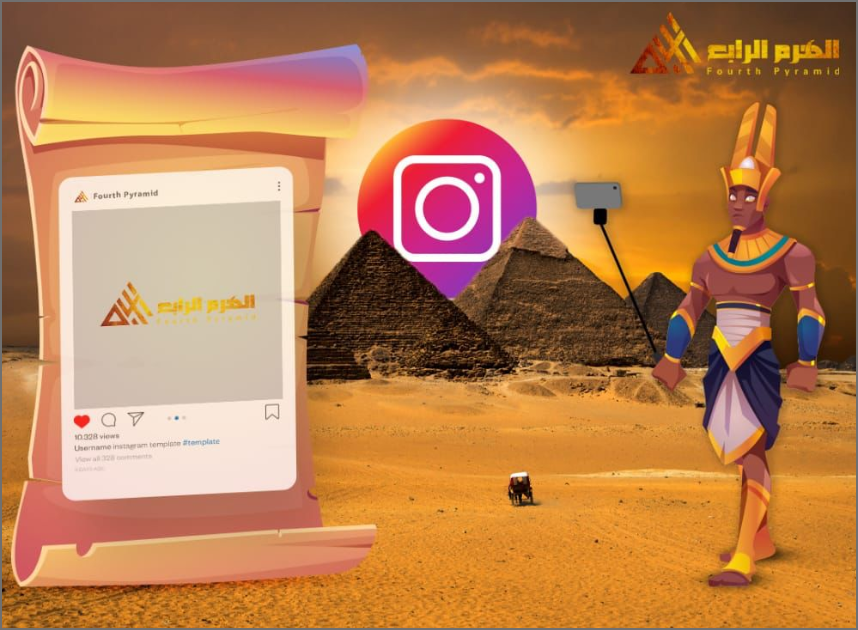 الهرم الرابع
Fourth Pyramid
Fourth Pyramid
الهرم الرابع
Fourth Pyramid
10.328 views
Username instagram template #template
View all 328 comments